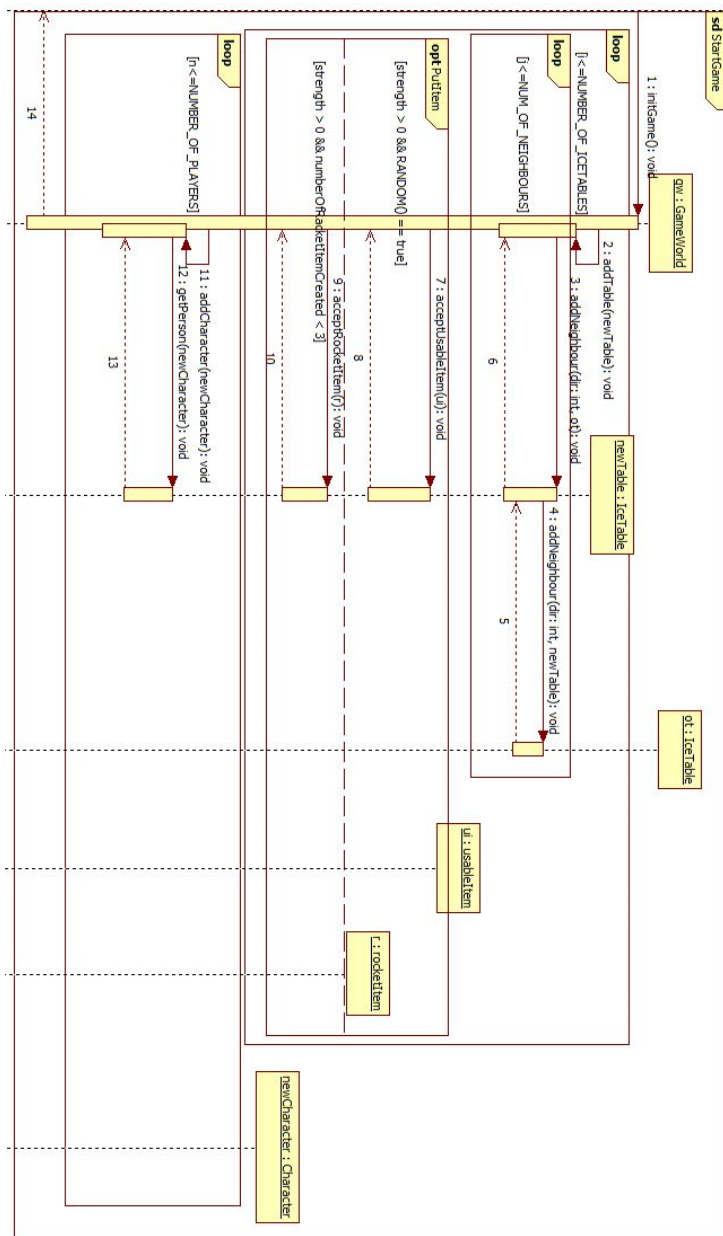 sd StartGame
1 : initGame(): void
gw : GameWorld
loop
[i<=NUMBER_OF_ICETABLES]
2 : addTable(newTable): void
newTable : IceTable
ot : IceTable
loop
[j<=NUM_OF_NEIGHBOURS]
3 : addNeighbour(dir: int, ot): void
4 : addNeighbour(dir: int, newTable): void
5
6
ui : usableItem
opt PutItem
[strength > 0 && RANDOM() == true]
7 : acceptUsableItem(ui): void
8
r : rocketItem
[strength > 0 && numberOfRacketItemCreated < 3]
9 : acceptRocketItem(r): void
10
newCharacter : Character
loop
[n<=NUMBER_OF_PLAYERS]
11 : addCharacter(newCharacter): void
12 : getPerson(newCharacter): void
13
14